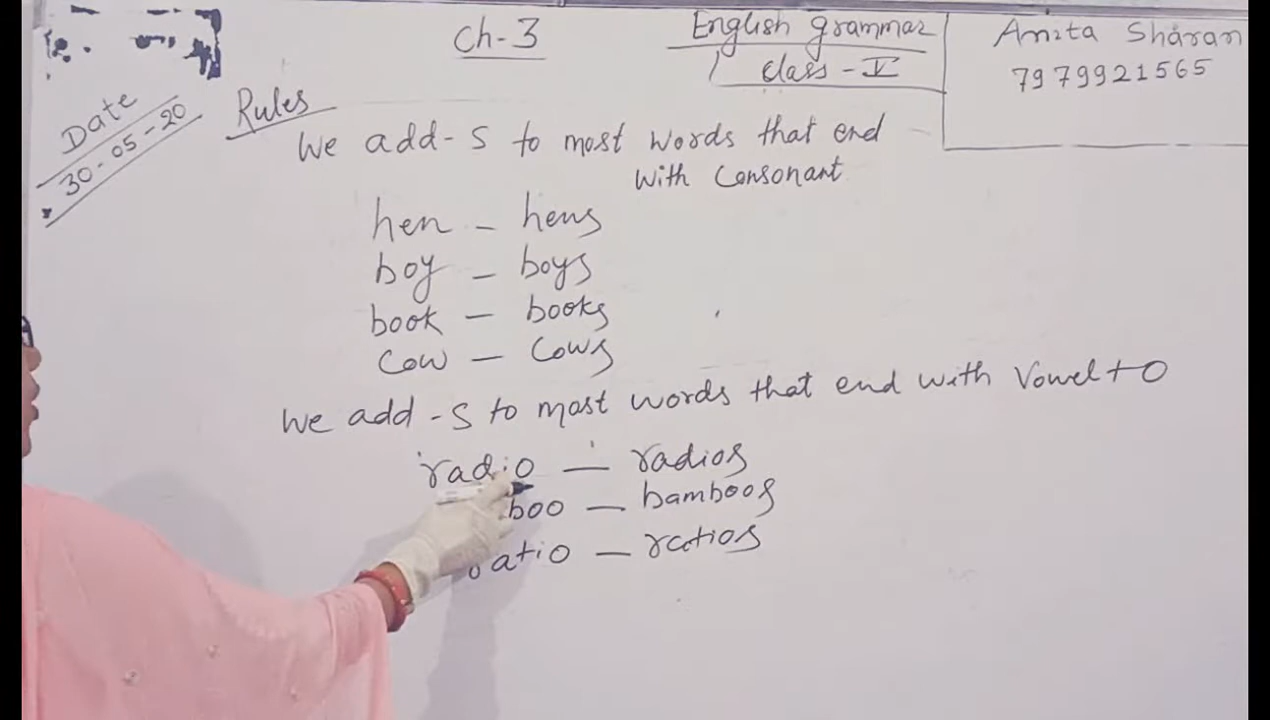 Ch-3
English grammar
Class - V
Anita Sharan
7979921565
Date
30-05-20
Rules
We add-s to most words that end
with Consonant
hen - hens
boy - boys
book - books
Cow - Cows
We add -s to most words that end with Vowel + O
radio - radios
boo - bamboos
ratio - ratios